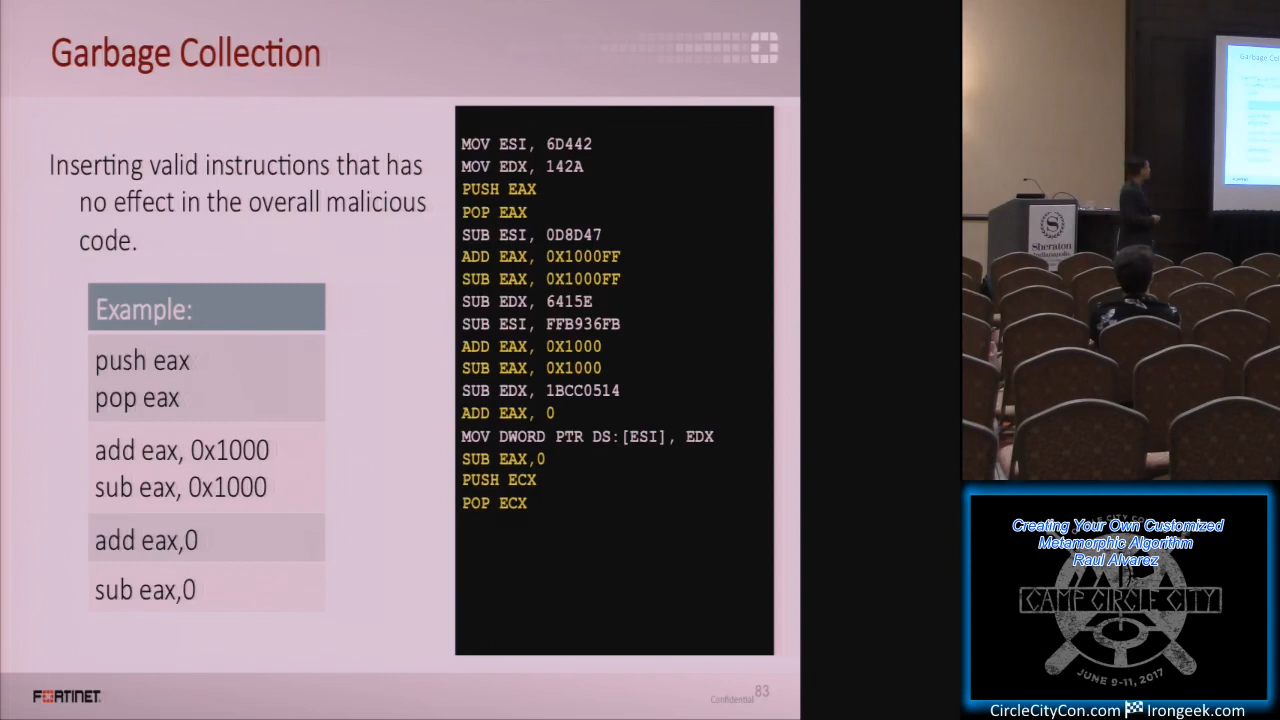 Garbage Collection
Inserting valid instructions that has
no effect in the overall malicious
code.
Example:
push eax
pop eax
add eax, 0x1000
sub eax, 0x1000
add eax,0
sub eax,0
MOV ESI, 6D442
MOV EDX, 142A
PUSH EAX
POP EAX
SUB ESI, 0D8D47
ADD EAX, 0X1000FF
SUB EAX, 0X1000FF
SUB EDX, 6415E
SUB ESI, FFB936FB
ADD EAX, 0X1000
SUB EAX, 0X1000
SUB EDX, 1BCC0514
ADD EAX, 0
MOV DWORD PTR DS:[ESI], EDX
SUB EAX,0
PUSH ECX
POP ECX
FORTINET
Confidential
83
Garbage Col
Sheraton
Creating Your Own Customized
Metamorphic Algorithm
Raul Alvarez
CAMP CIRCLE CITY
JUNE 9-11, 2017
CircleCityCon.com Irongeek.com